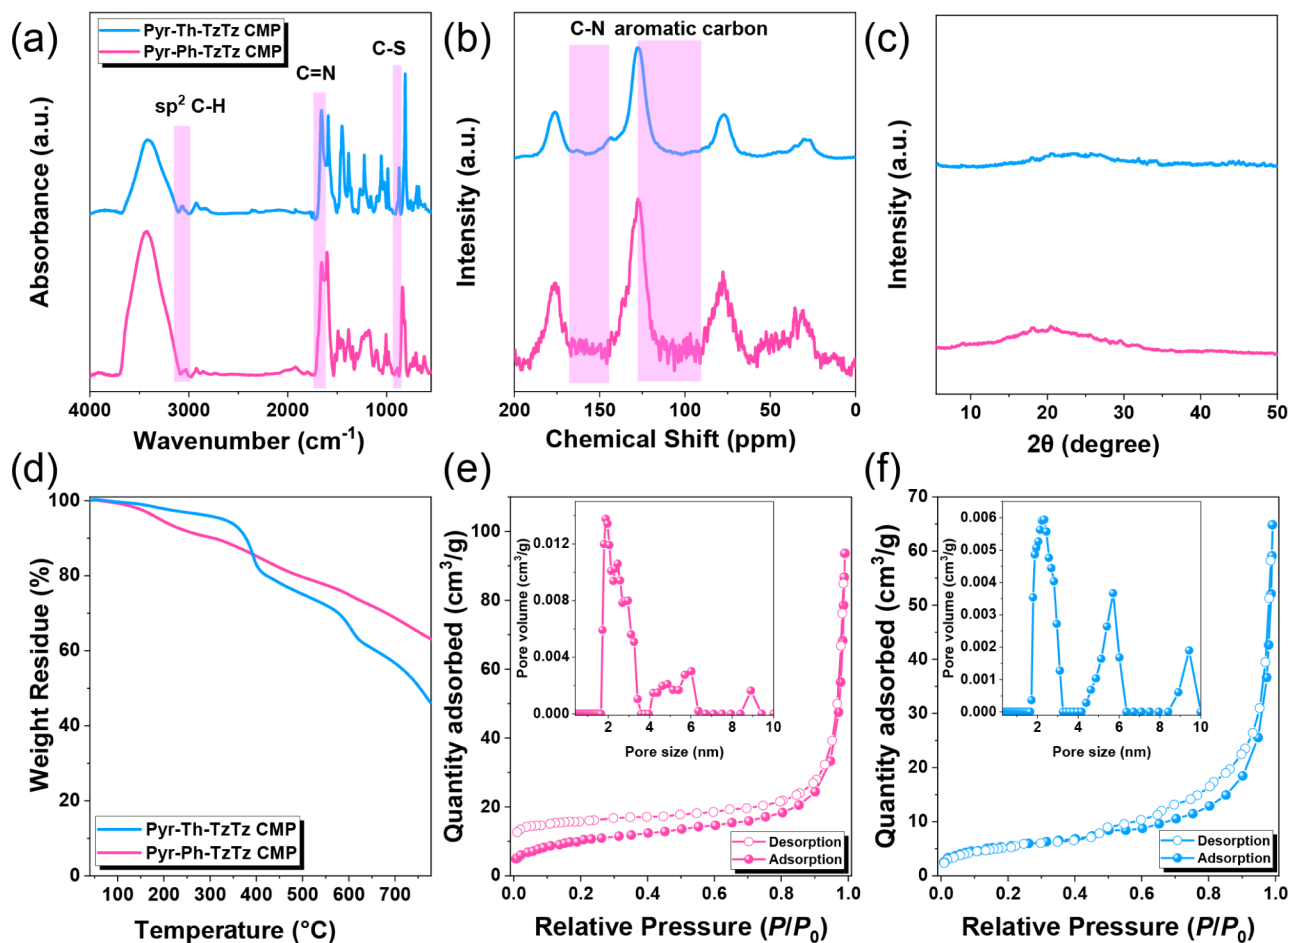 (a)
Pyr-Th-TzTz CMP
Pyr-Ph-TzTz CMP
sp² C-H
C=N
C-S
Absorbance (a.u.)
4000 3000 2000 1000
Wavenumber (cm⁻¹)
(b)
C-N aromatic carbon
Intensity (a.u.)
200 150 100 50 0
Chemical Shift (ppm)
(c)
Intensity (a.u.)
10 20 30 40 50
2θ (degree)
(d)
Weight Residue (%)
100
80
60
40
20
0
Pyr-Th-TzTz CMP
Pyr-Ph-TzTz CMP
100 200 300 400 500 600 700
Temperature (°C)
(e)
Quantity adsorbed (cm³/g)
100
80
60
40
20
0
Pore volume (cm³/g)
0.012
0.008
0.004
0.000
2 4 6 8 10
Pore size (nm)
Desorption
Adsorption
0.0 0.2 0.4 0.6 0.8 1.0
Relative Pressure (P/P₀)
(f)
Quantity adsorbed (cm³/g)
70
60
50
40
30
20
10
0
Pore volume (cm³/g)
0.006
0.005
0.004
0.003
0.002
0.001
0.000
2 4 6 8 10
Pore size (nm)
Desorption
Adsorption
0.0 0.2 0.4 0.6 0.8 1.0
Relative Pressure (P/P₀)